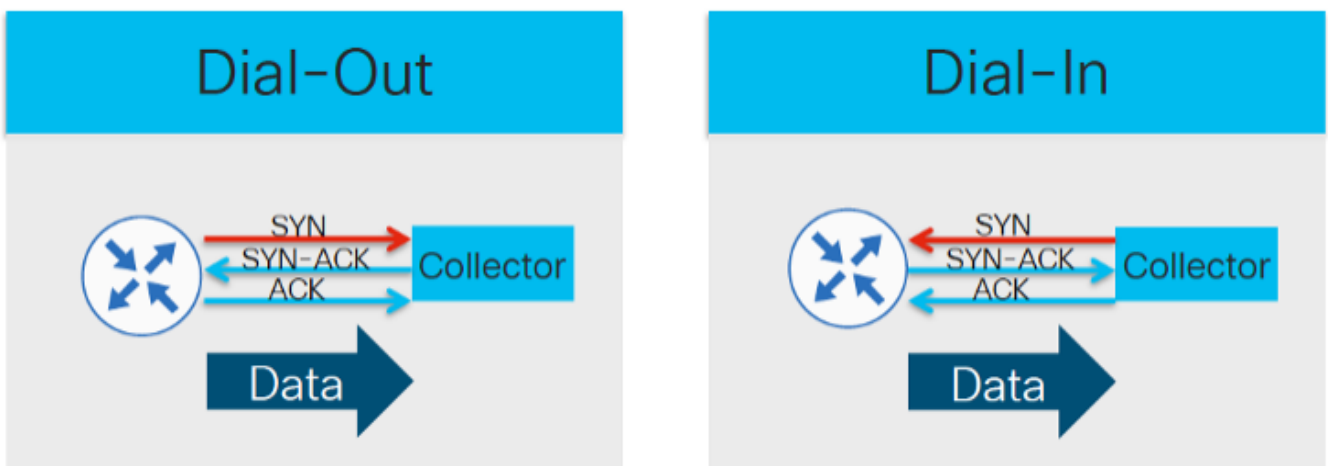 Dial-Out
SYN
SYN-ACK
ACK
Collector
Data
Dial-In
SYN
SYN-ACK
ACK
Collector
Data